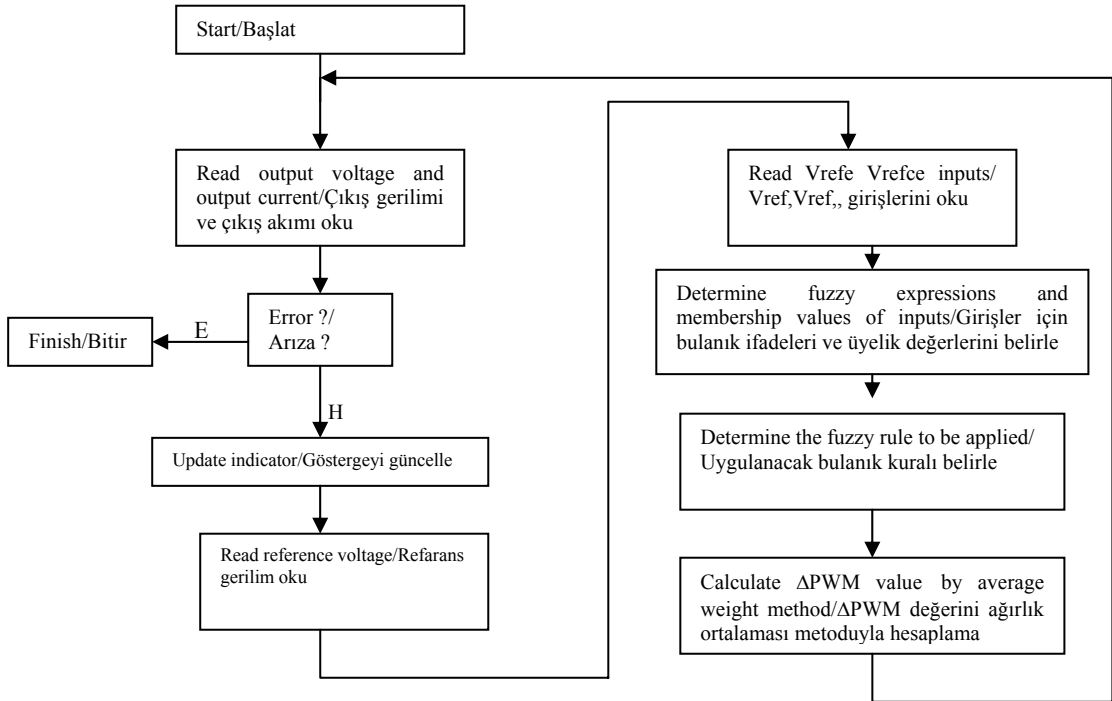 Start/Başlat
Read output voltage and
output current/Çıkış gerilimi
ve çıkış akımı oku
Error ?/
Arıza ?
E
Finish/Bitir
H
Update indicator/Göstergeyi güncelle
Read reference voltage/Refarans
gerilim oku
Read Vrefe Vrefce inputs/
Vref,Vref,, girişlerini oku
Determine fuzzy expressions and
membership values of inputs/Girişler için
bulanık ifadeleri ve üyelik değerlerini belirle
Determine the fuzzy rule to be applied/
Uygulanacak bulanık kuralı belirle
Calculate ΔPWM value by average
weight method/ΔPWM değerini ağırlık
ortalaması metoduyla hesaplama